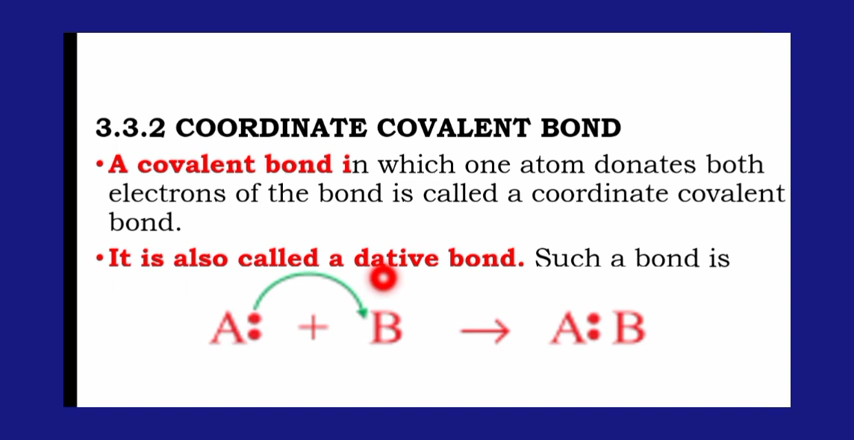 3.3.2 COORDINATE COVALENT BOND
•A covalent bond in which one atom donates both
electrons of the bond is called a coordinate covalent
bond.
•It is also called a dative bond. Such a bond is
A: + B → A:B